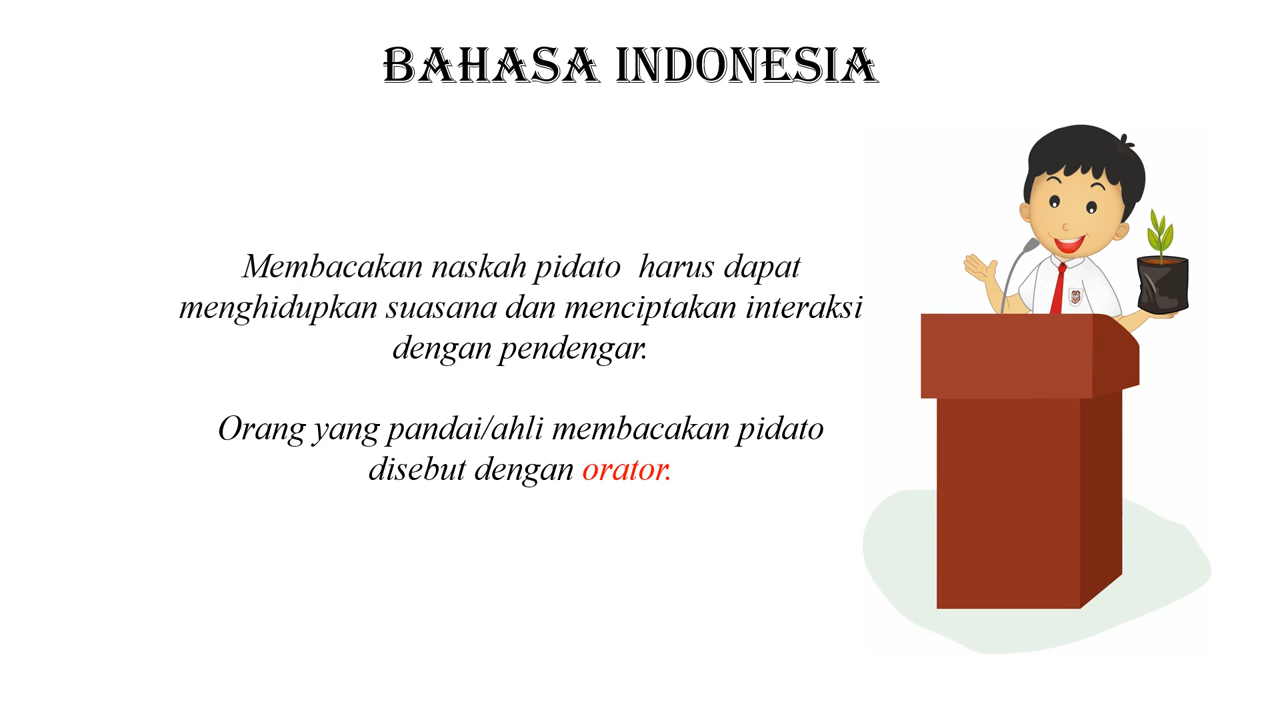 BAHASA INDONESIA
Membacakan naskah pidato  harus dapat
menghidupkan suasana dan menciptakan interaksi
dengan pendengar.
Orang yang pandai/ahli membacakan pidato
disebut dengan orator.